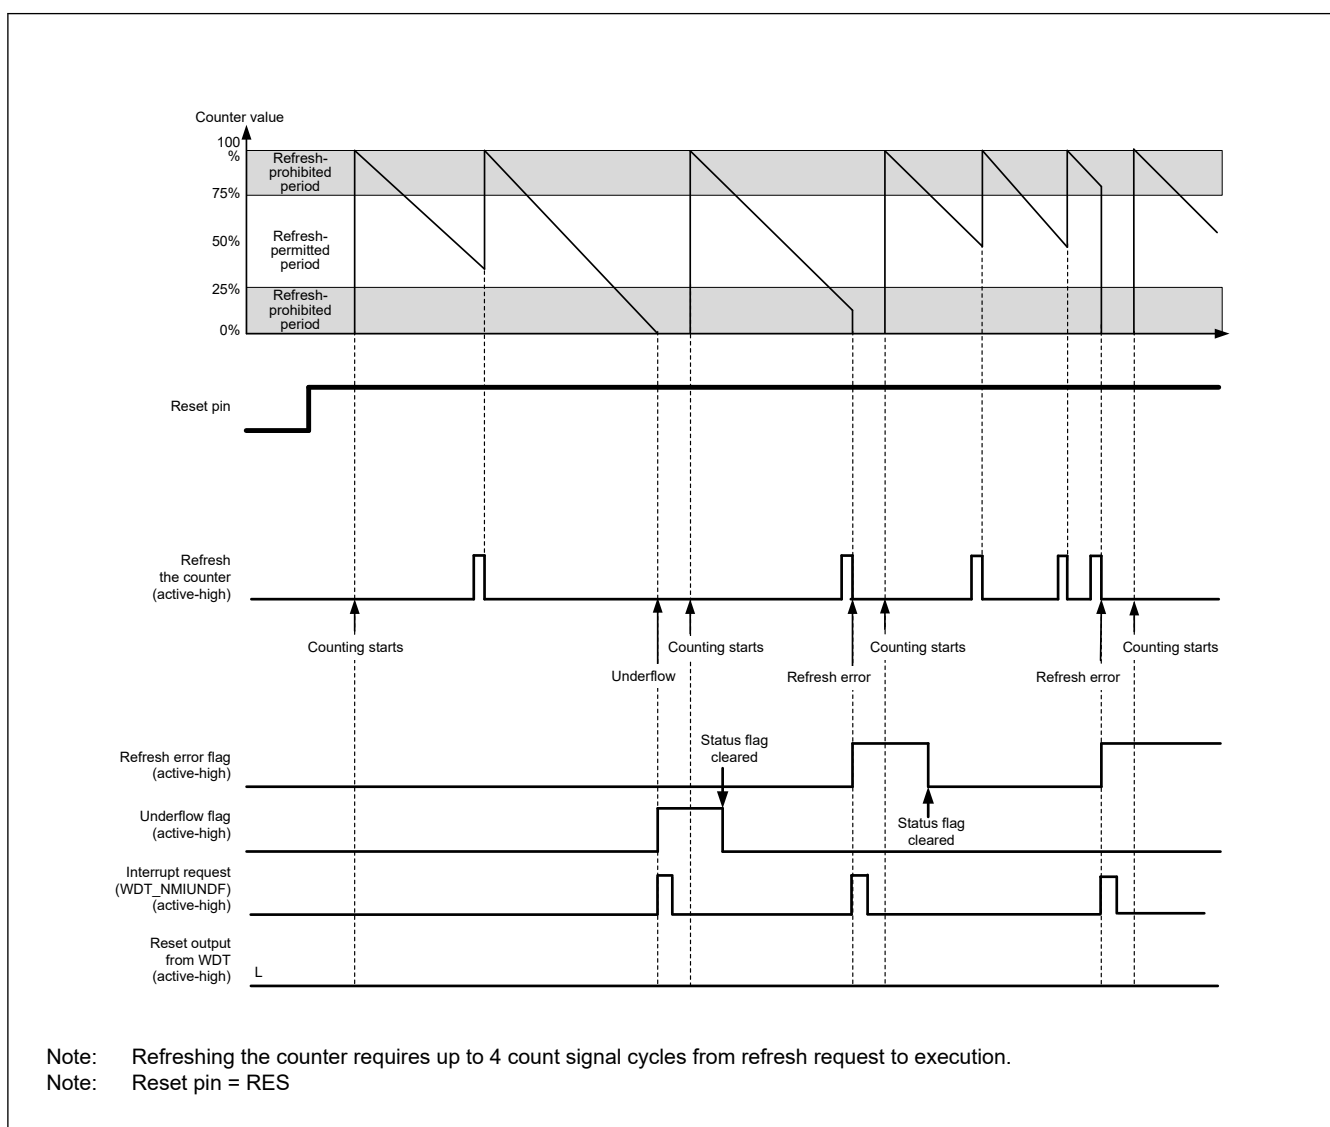 Counter value
100
%
Refresh-
prohibited
period
75%
50%
Refresh-
permitted
period
25%
Refresh-
prohibited
period
0%
Reset pin
Refresh
the counter
(active-high)
Counting starts
Counting starts
Counting starts
Counting starts
Underflow
Refresh error
Refresh error
Refresh error flag
(active-high)
Status flag
cleared
Underflow flag
(active-high)
Status flag
cleared
Interrupt request
(WDT_NMIUNDF)
(active-high)
Reset output
from WDT
(active-high)
L
Note: Refreshing the counter requires up to 4 count signal cycles from refresh request to execution.
Note: Reset pin = RES